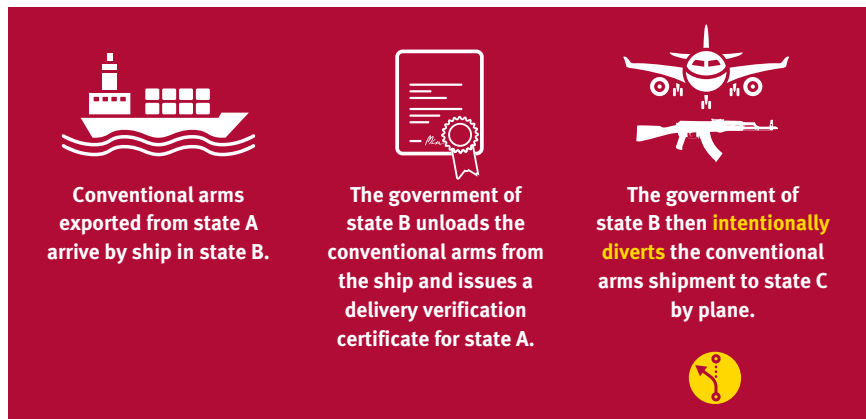 Conventional arms
exported from state A
arrive by ship in state B.
The government of
state B unloads the
conventional arms from
the ship and issues a
delivery verification
certificate for state A.
The government of
state B then intentionally
diverts the conventional
arms shipment to state C
by plane.